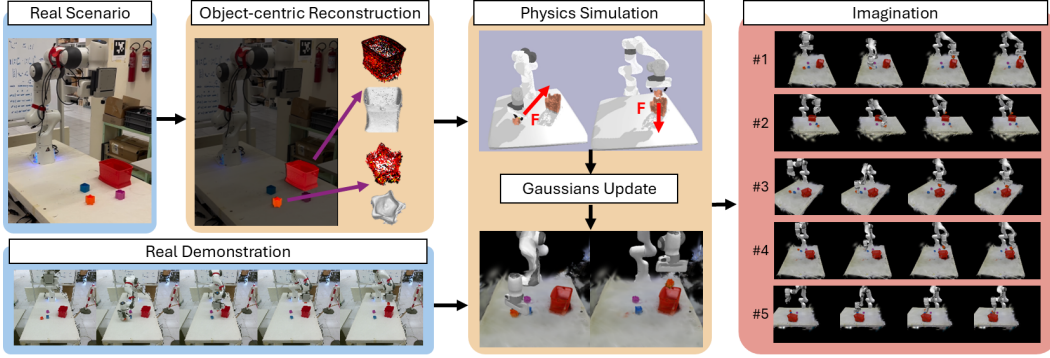 Real Scenario
Object-centric Reconstruction
Physics Simulation
Imagination
F
F
Gaussians Update
Real Demonstration
#1
#2
#3
#4
#5